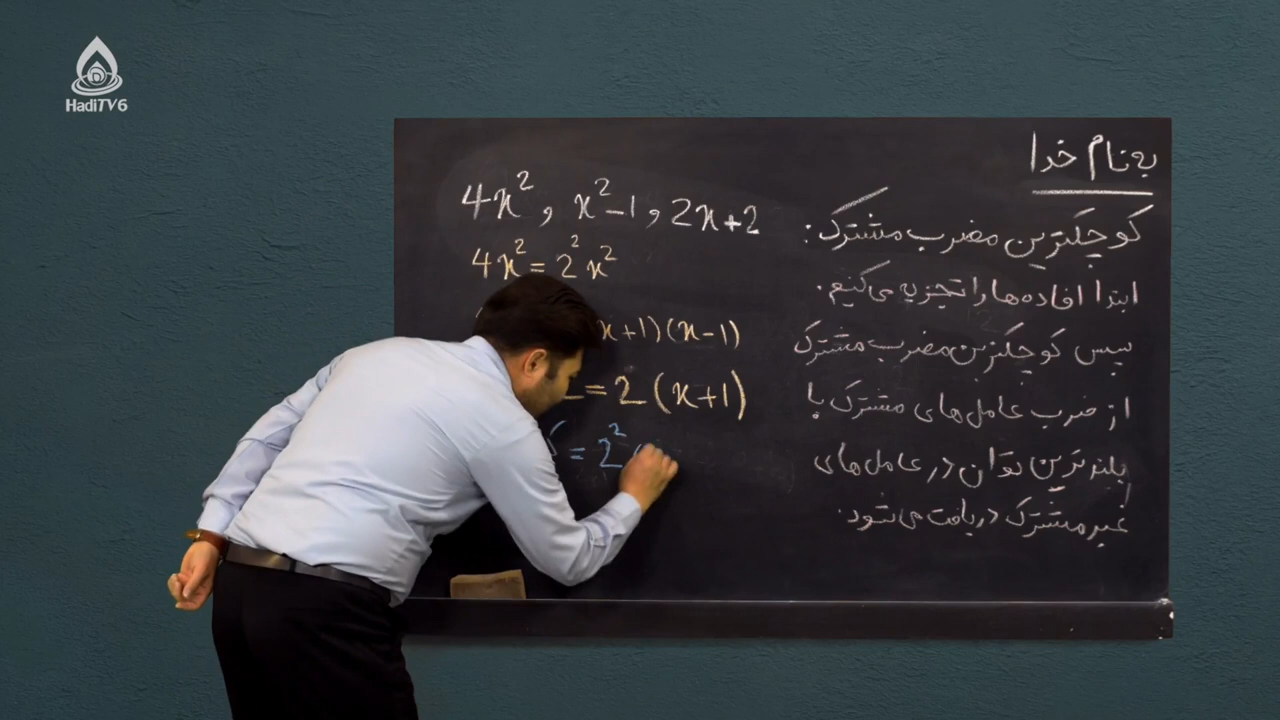 HadiTV6
به نام خدا
کوچکترین مضرب مشترک:
ابتدا افاده‌ها را تجزیه می‌کنیم.
سپس کوچکترین مضرب مشترک
از ضرب عامل‌های مشترک با
بلندترین توان در عامل‌های
غیر مشترک دریافت می‌شود.
4x², x²-1, 2x+2
4x² = 2²x²
x+1)(x-1)
= 2(x+1)
= 2²